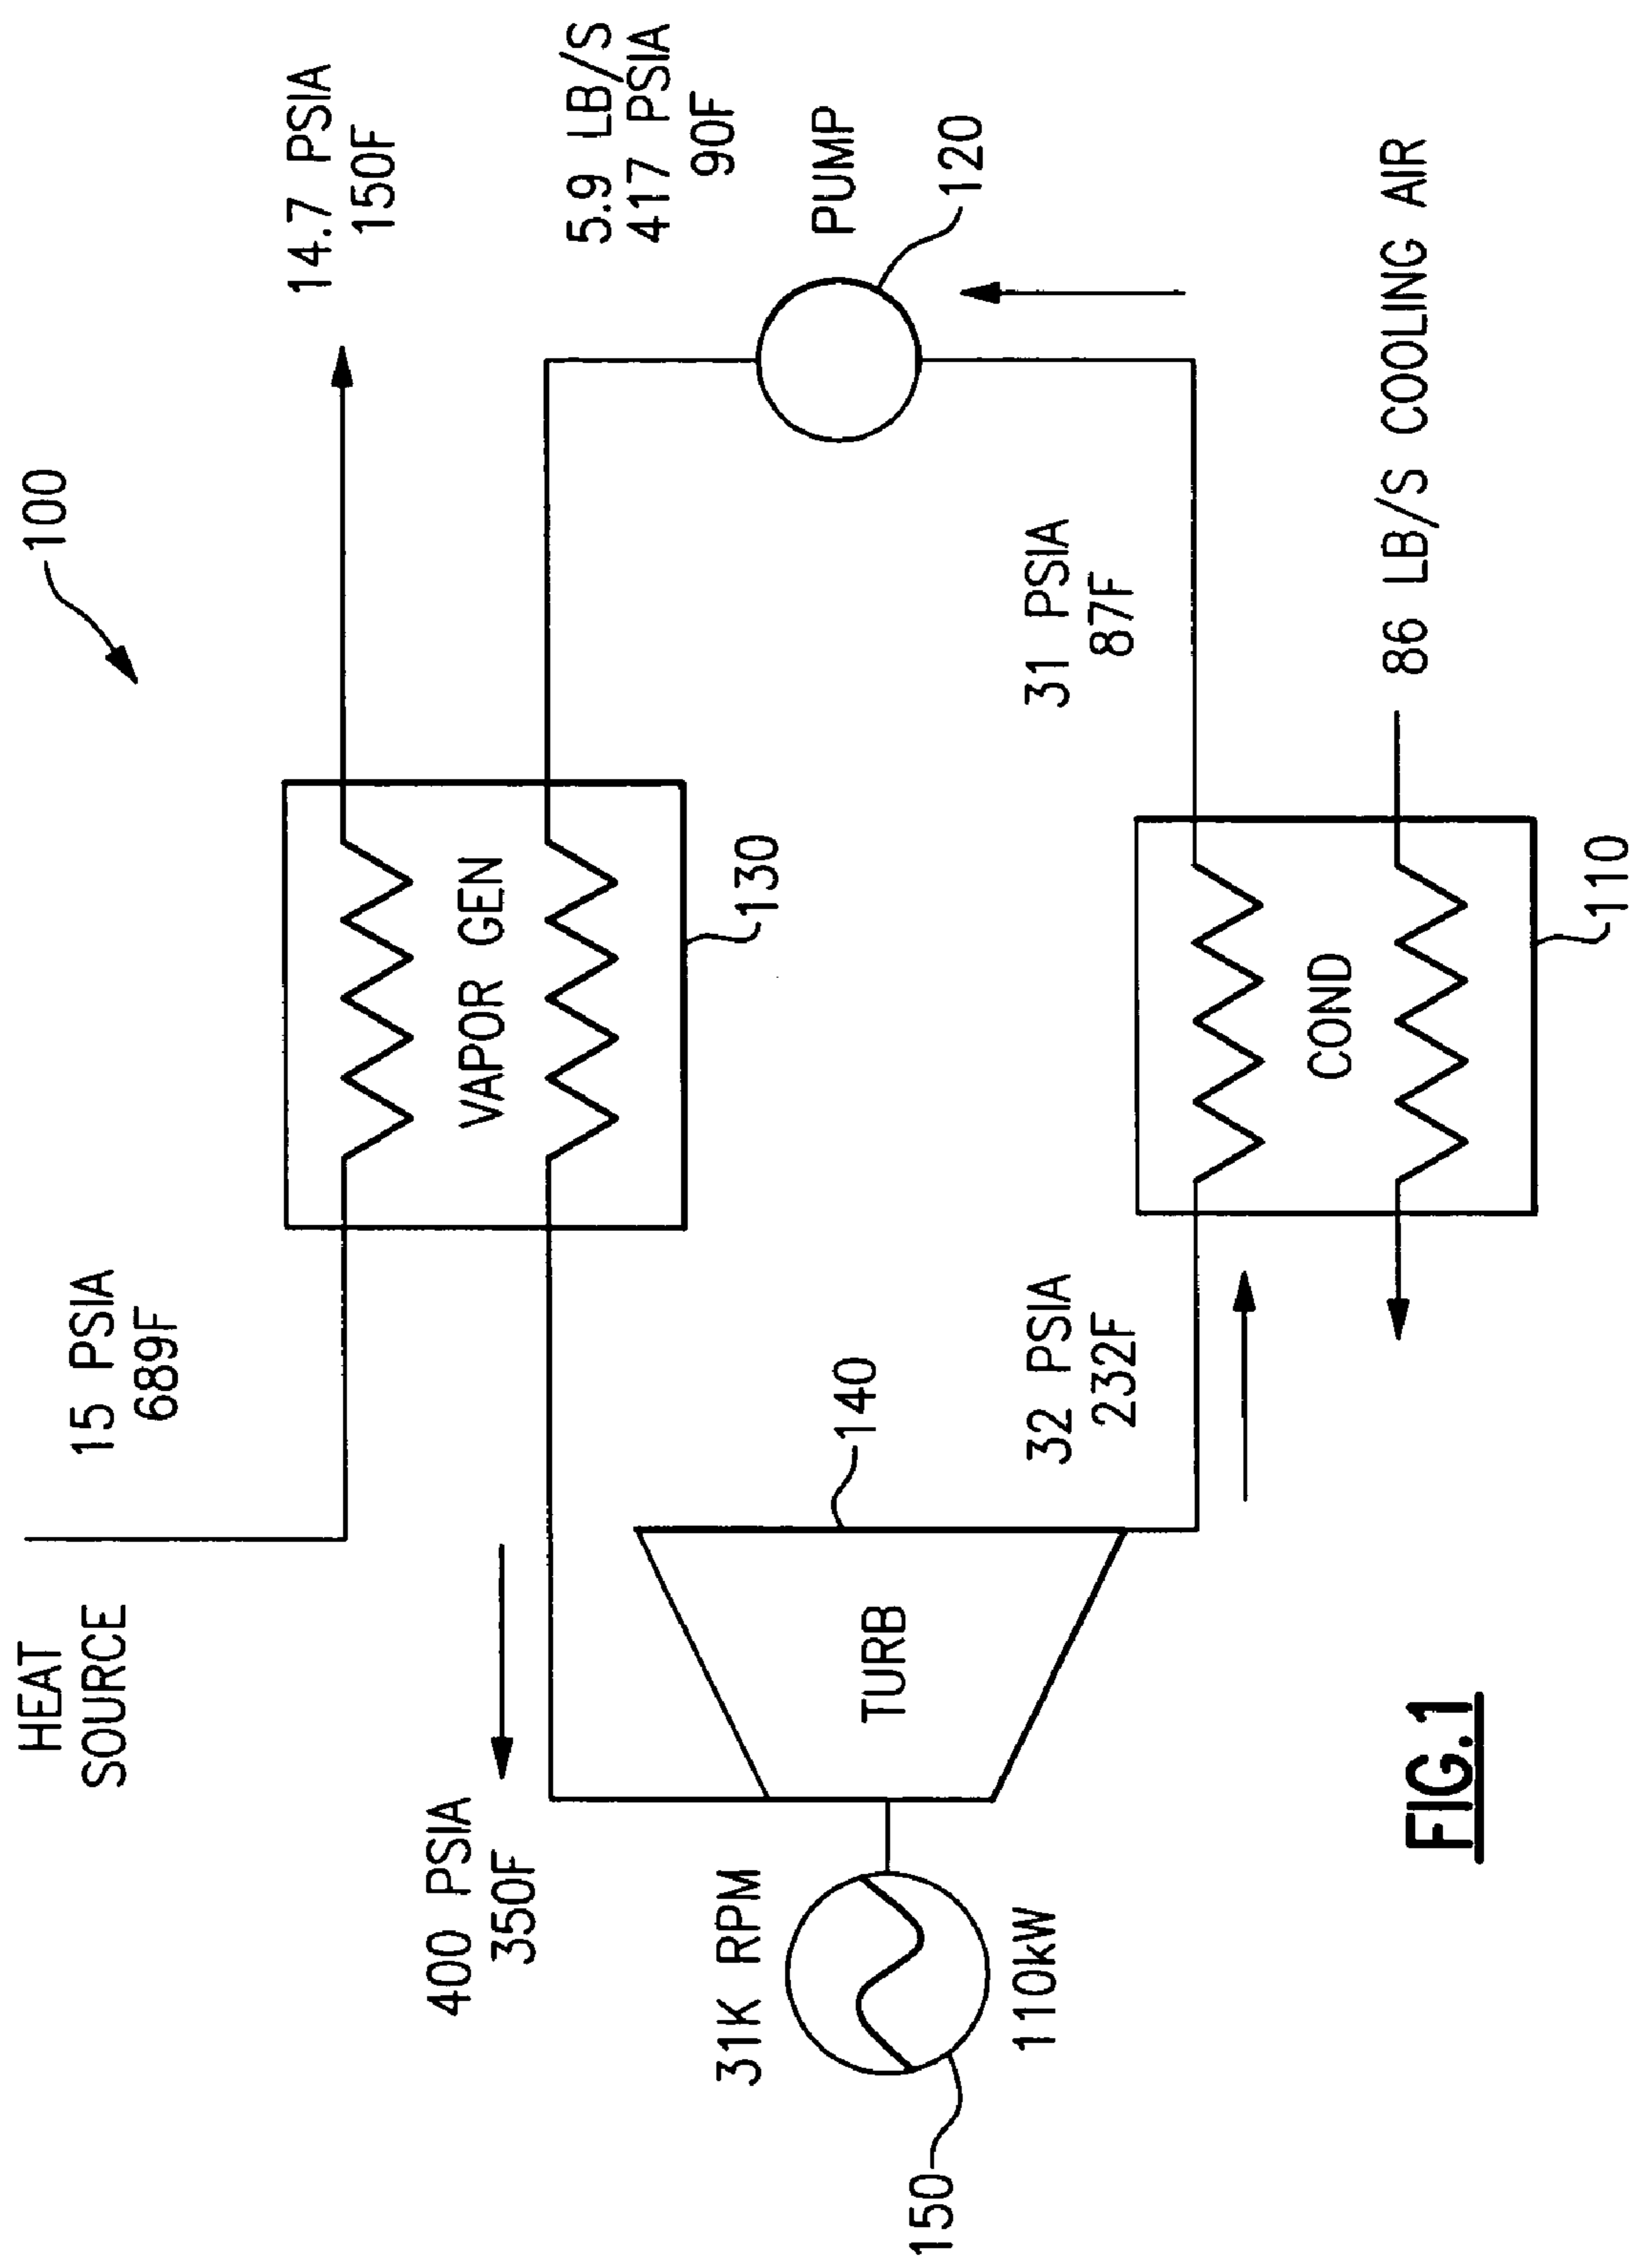 100
HEAT
SOURCE
15 PSIA
689F
14.7 PSIA
150F
VAPOR GEN
130
400 PSIA
350F
5.9 LB/S
417 PSIA
90F
31K RPM
110kW
150
TURB
140
PUMP
120
32 PSIA
232F
31 PSIA
87F
COND
110
86 LB/S COOLING AIR
FIG.1